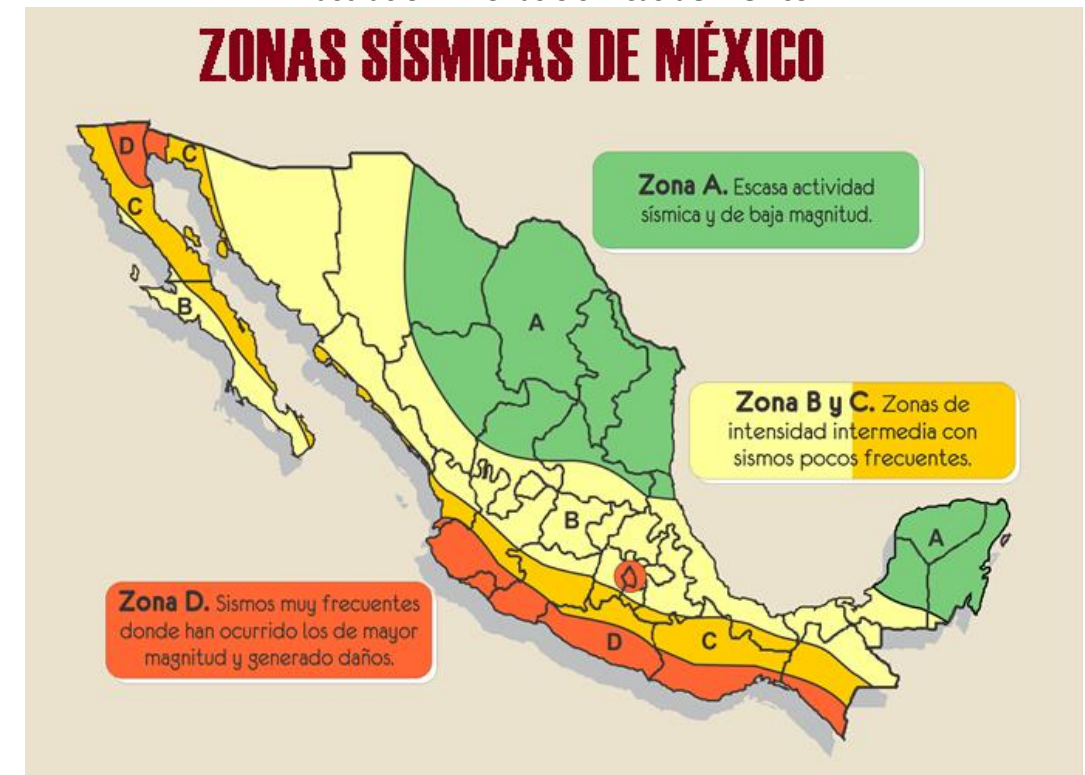 ZONAS SÍSMICAS DE MÉXICO
D
C
C
B
A
Zona A. Escasa actividad
sísmica y de baja magnitud.
Zona B y C. Zonas de
intensidad intermedia con
sismos pocos frecuentes.
B
A
Zona D. Sismos muy frecuentes
donde han ocurrido los de mayor
magnitud y generado daños.
D
C